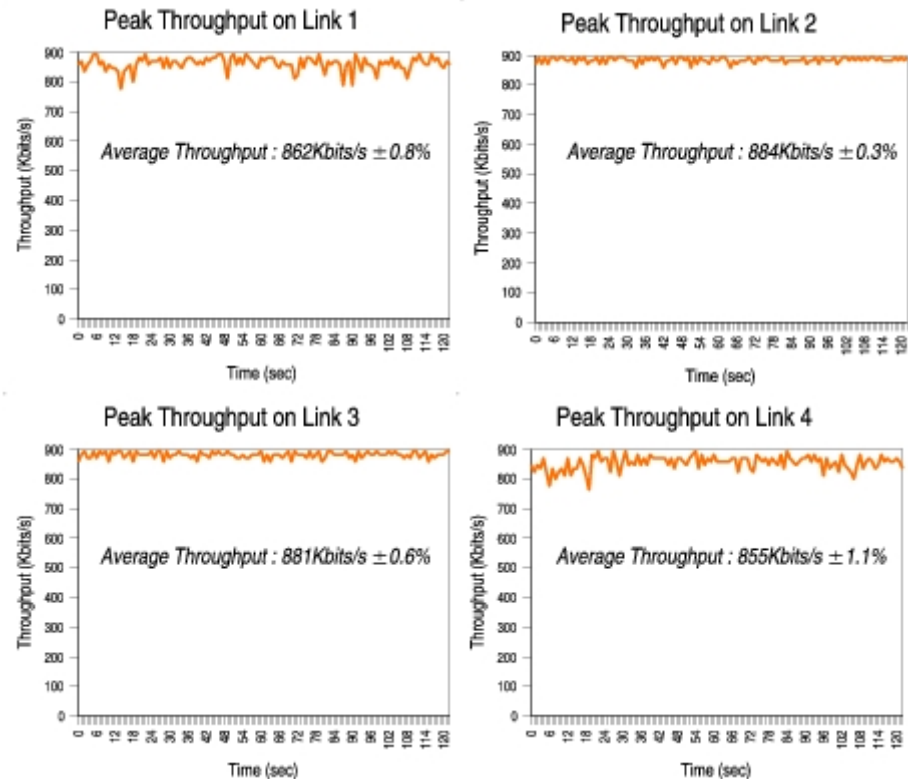 Peak Throughput on Link 1
Throughput (Kbits/s)
900
800
700
600
500
400
300
200
100
0
Average Throughput : 862Kbits/s ±0.8%
0 6 12 18 24 30 36 42 48 54 60 66 72 78 84 90 96 102 108 114 120
Time (sec)
Peak Throughput on Link 2
Throughput (Kbits/s)
900
800
700
600
500
400
300
200
100
0
Average Throughput : 884Kbits/s ±0.3%
0 6 12 18 24 30 36 42 48 54 60 66 72 78 84 90 96 102 108 114 120
Time (sec)
Peak Throughput on Link 3
Throughput (Kbits/s)
900
800
700
600
500
400
300
200
100
0
Average Throughput : 881Kbits/s ±0.6%
0 6 12 18 24 30 36 42 48 54 60 66 72 78 84 90 96 102 108 114 120
Time (sec)
Peak Throughput on Link 4
Throughput (Kbits/s)
900
800
700
600
500
400
300
200
100
0
Average Throughput : 855Kbits/s ±1.1%
0 6 12 18 24 30 36 42 48 54 60 66 72 78 84 90 96 102 108 114 120
Time (sec)